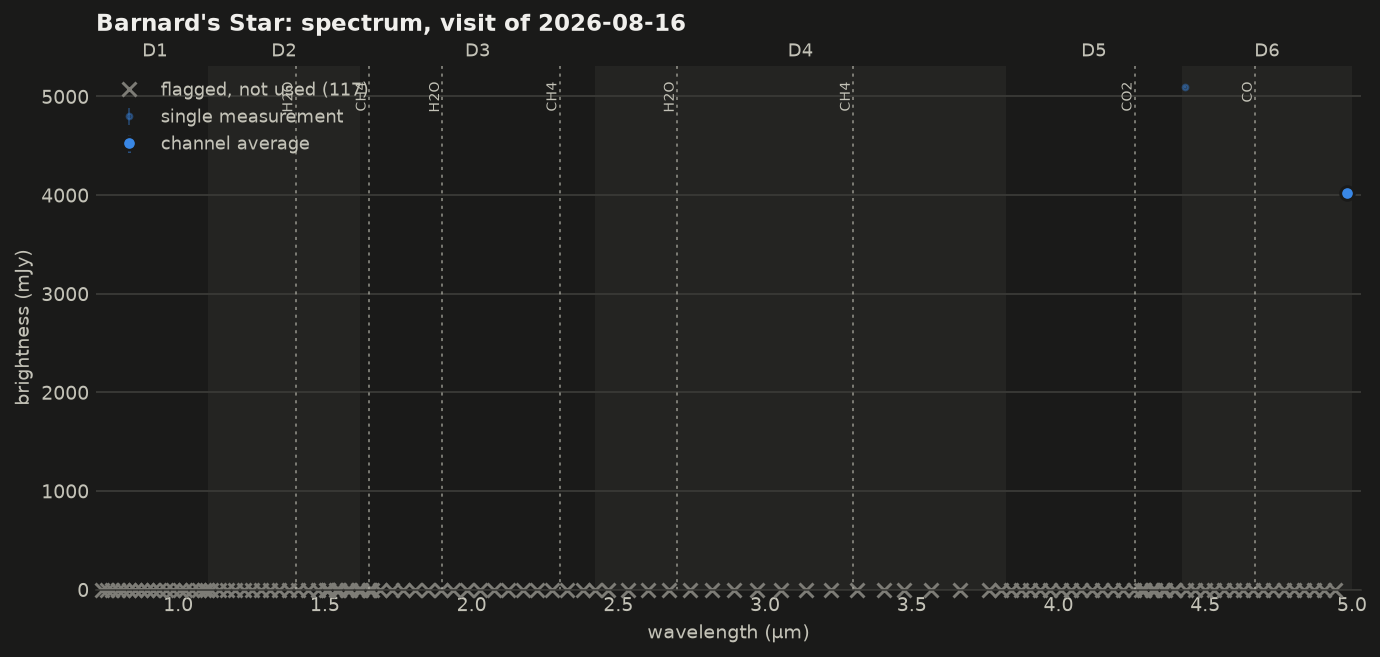 Barnard's Star: spectrum, visit of 2026-08-16
D1 D2 D3 D4 D5 D6
flagged, not used (117)
single measurement
channel average
H2O CH4 H2O CH4 H2O CH4 CO2 CO
5000
4000
3000
2000
1000
0
brightness (mJy)
1.0 1.5 2.0 2.5 3.0 3.5 4.0 4.5 5.0
wavelength (μm)